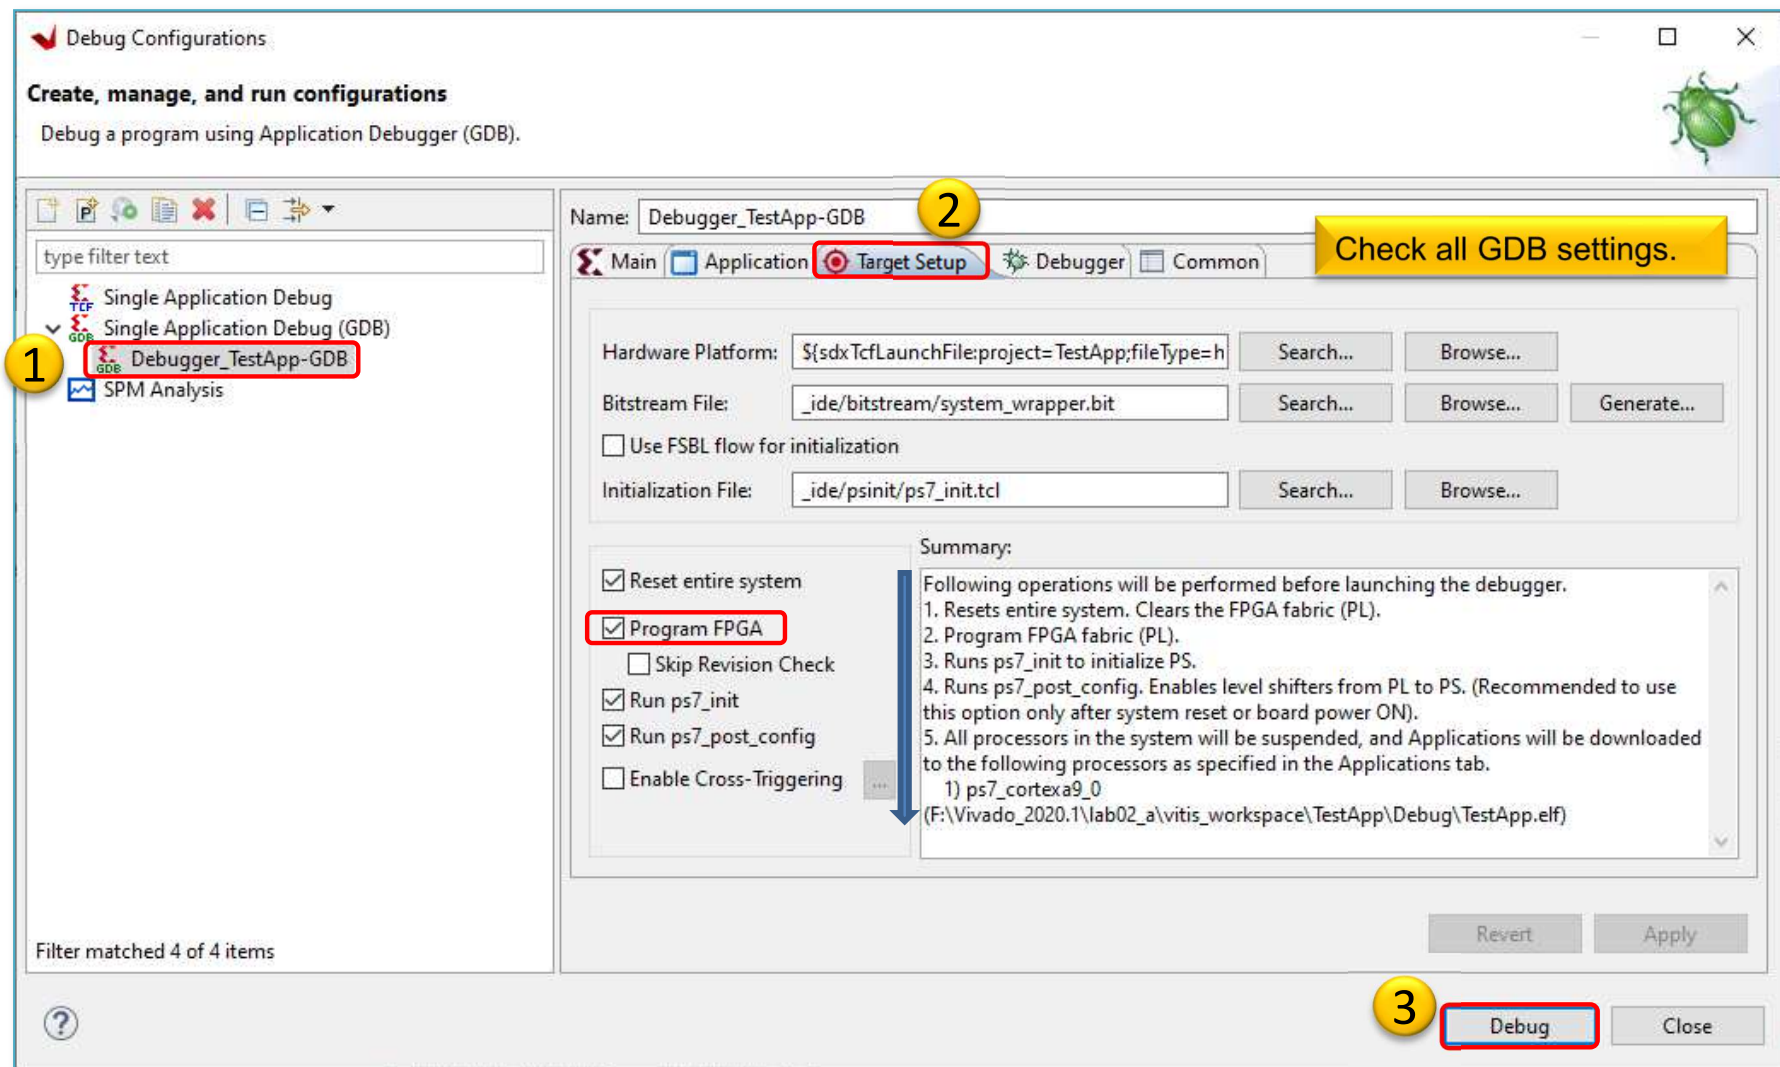 Debug Configurations
Create, manage, and run configurations
Debug a program using Application Debugger (GDB).
type filter text
TCF Single Application Debug
GDB Single Application Debug (GDB)
1 GDB Debugger_TestApp-GDB
SPM Analysis
Filter matched 4 of 4 items
Name: Debugger_TestApp-GDB
2
Check all GDB settings.
Main Application Target Setup Debugger Common
Hardware Platform: ${sdxTcfLaunchFile:project=TestApp;fileType=h Search... Browse...
Bitstream File: _ide/bitstream/system_wrapper.bit Search... Browse... Generate...
Use FSBL flow for initialization
Initialization File: _ide/psinit/ps7_init.tcl Search... Browse...
Reset entire system
Program FPGA
Skip Revision Check
Run ps7_init
Run ps7_post_config
Enable Cross-Triggering ...
Summary:
Following operations will be performed before launching the debugger.
1. Resets entire system. Clears the FPGA fabric (PL).
2. Program FPGA fabric (PL).
3. Runs ps7_init to initialize PS.
4. Runs ps7_post_config. Enables level shifters from PL to PS. (Recommended to use
this option only after system reset or board power ON).
5. All processors in the system will be suspended, and Applications will be downloaded
to the following processors as specified in the Applications tab.
1) ps7_cortexa9_0
(F:\Vivado_2020.1\lab02_a\vitis_workspace\TestApp\Debug\TestApp.elf)
Revert Apply
3 Debug Close